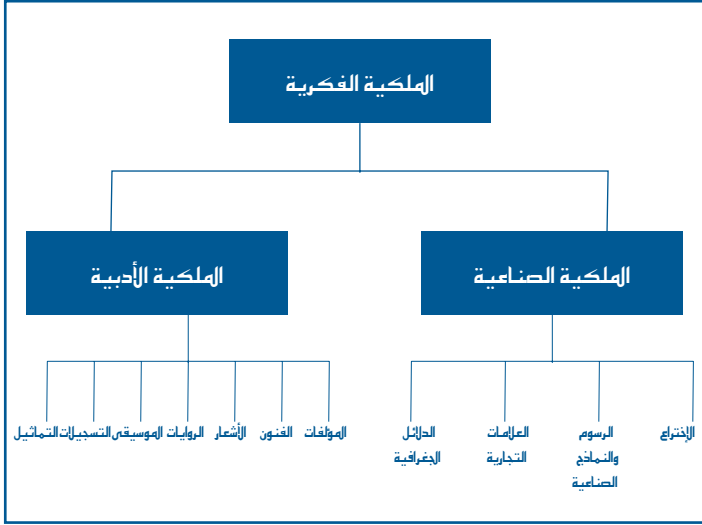 الملكية الفكرية
الملكية الصناعية
الملكية الأدبية
الإختراع
الرسوم
والنماذج
الصناعية
العلامات
التجارية
الدلائل
الجغرافية
المؤلفات
الفنون
الأشعار
الروايات
الموسيقى
التسجيلات
التماثيل